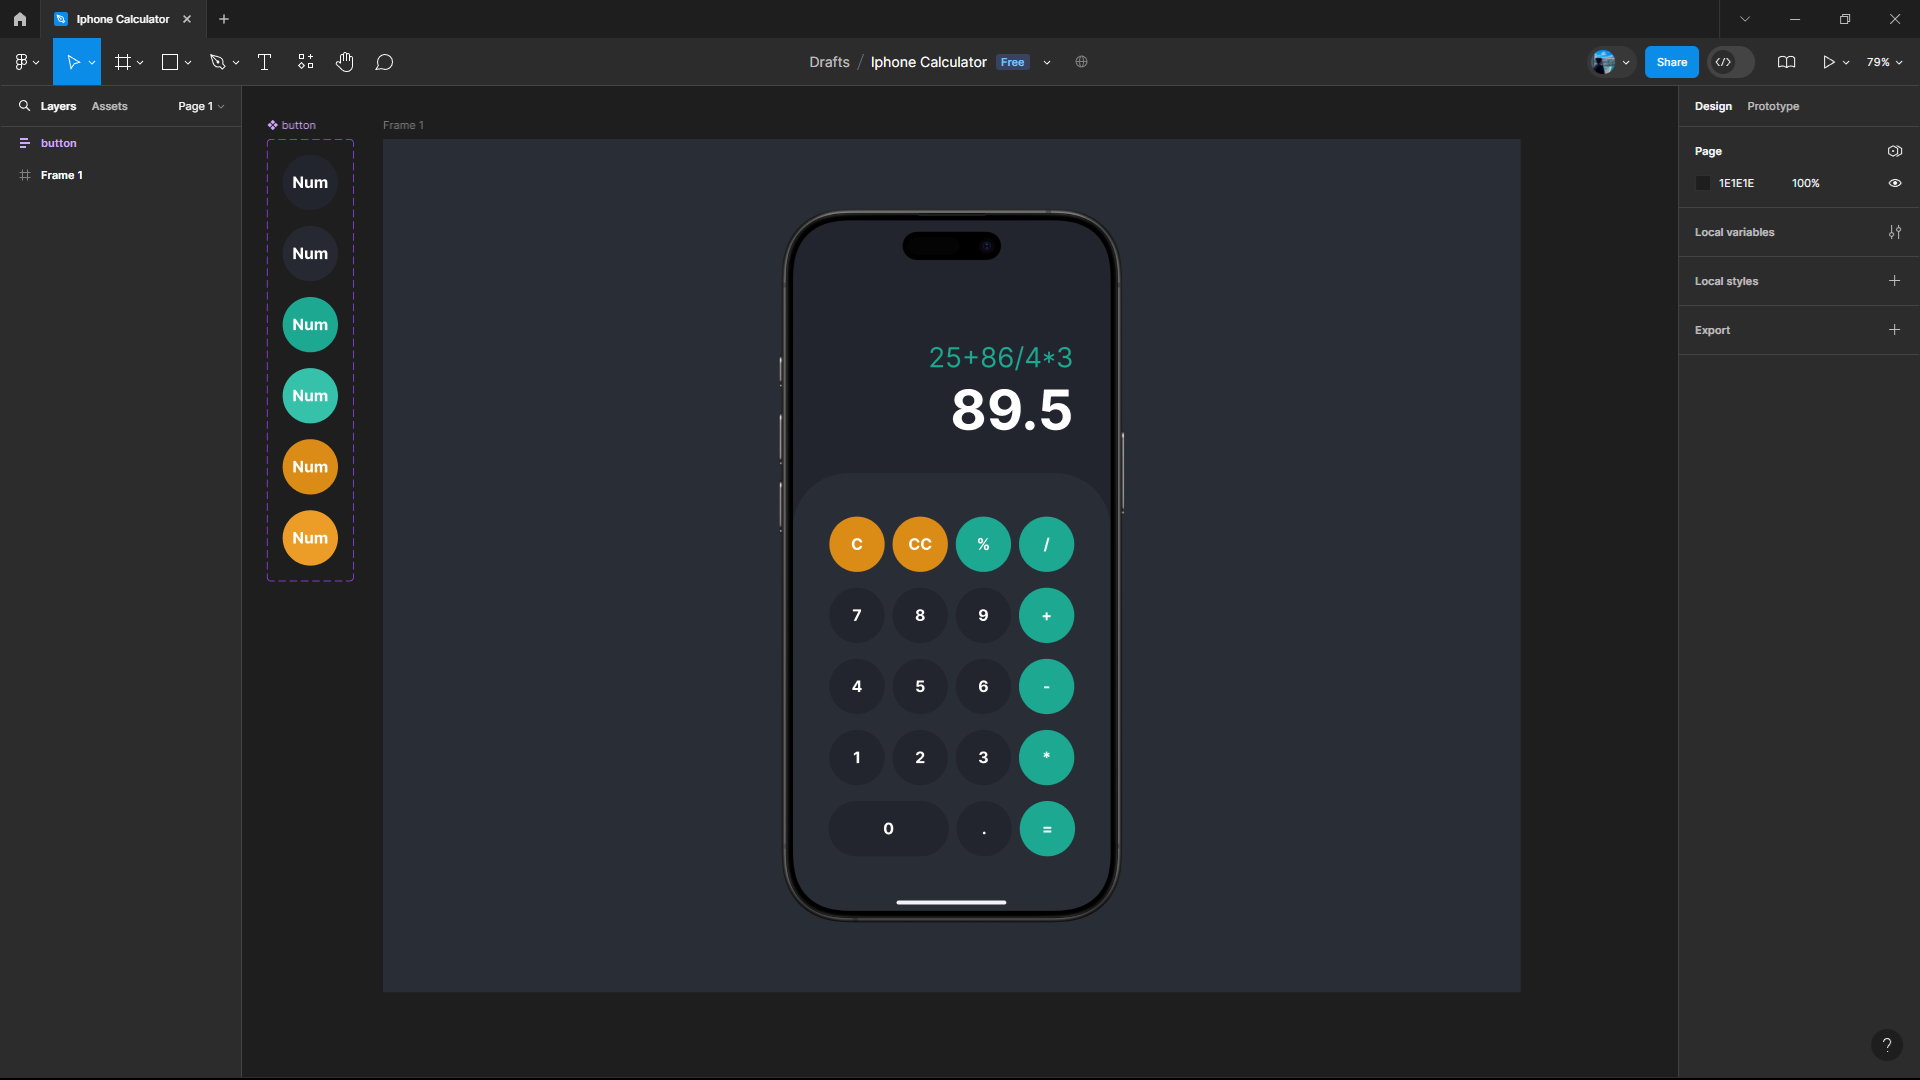 Iphone Calculator
Drafts / Iphone Calculator Free
Share
79%
Layers Assets Page 1
button
Frame 1
button
Num
Num
Num
Num
Num
Num
Frame 1
25+86/4*3
89.5
C CC % /
7 8 9 +
4 5 6 -
1 2 3 *
0 . =
Design Prototype
Page
1E1E1E 100%
Local variables
Local styles
Export
?